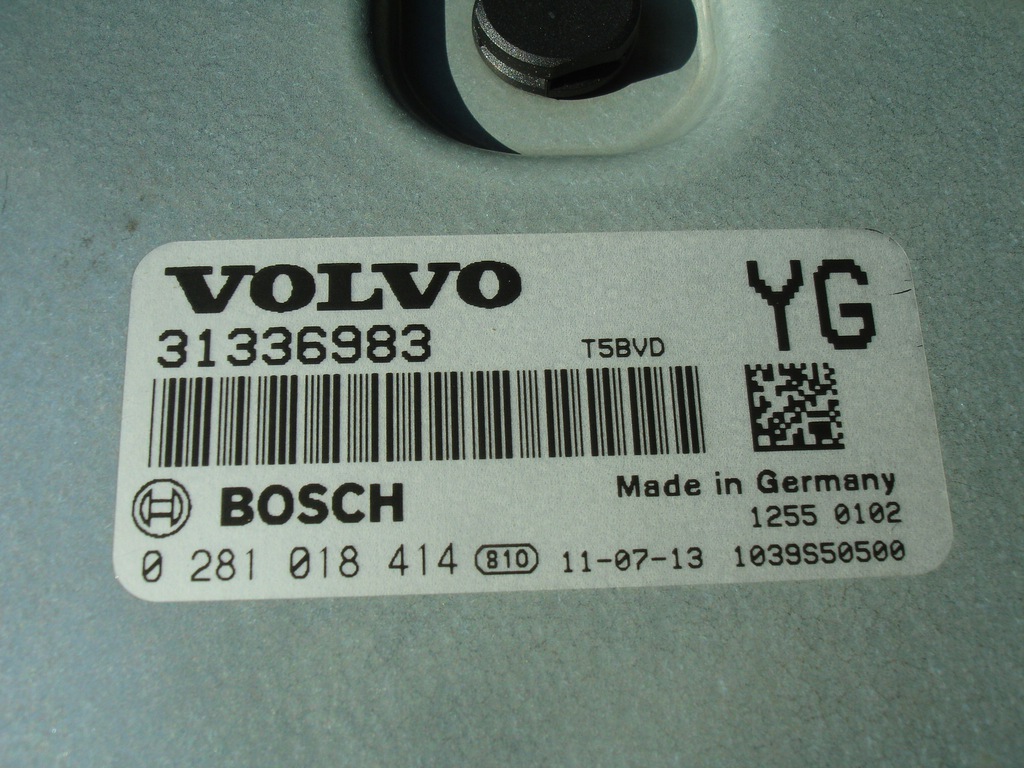 VOLVO
YG
31336983 T5BVD
BOSCH
Made in Germany
1255 0102
0 281 018 414 810 11-07-13 1039S50500